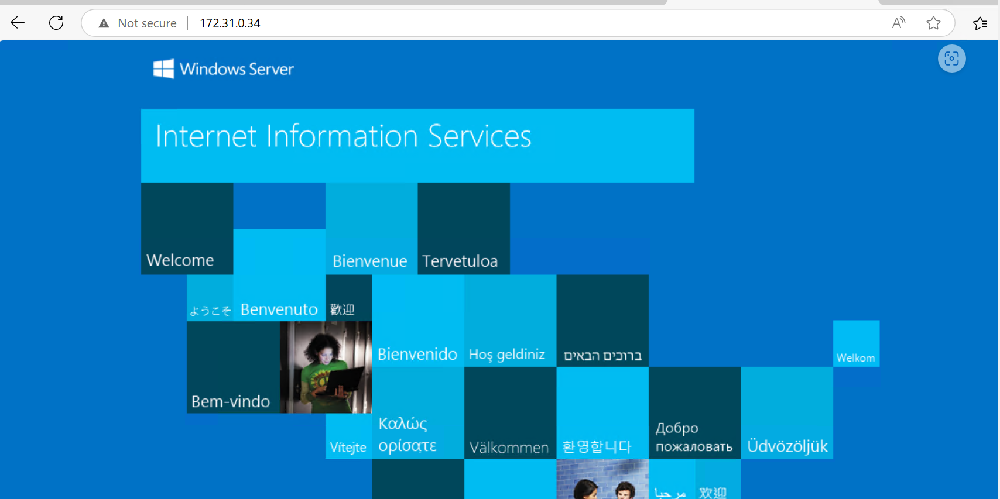 Not secure | 172.31.0.34
Windows Server
Internet Information Services
Welcome
Bienvenue
Tervetuloa
ようこそ
Benvenuto
歡迎
Bienvenido
Hoş geldiniz
ברוכים הבאים
Welkom
Bem-vindo
Vítejte
Καλώς
ορίσατε
Välkommen
환영합니다
Добро
пожаловать
Üdvözöljük
مرحبا
欢迎